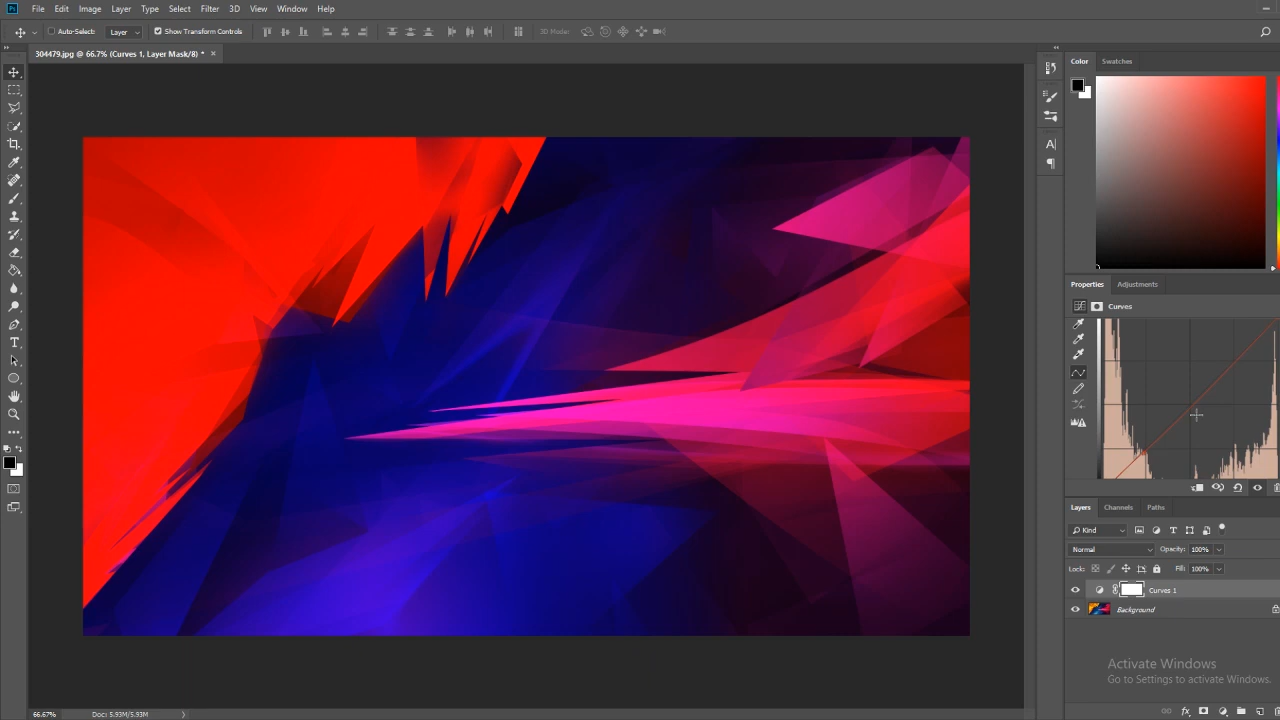 Ps File Edit Image Layer Type Select Filter 3D View Window Help
Auto-Select: Layer Show Transform Controls 3D Mode:
304479.jpg @ 66.7% (Curves 1, Layer Mask/8) * ×
Color Swatches
A|
Properties Adjustments
Curves
T
Layers Channels Paths
Kind T
Normal Opacity: 100%
Lock: Fill: 100%
Curves 1
Background
Activate Windows
Go to Settings to activate Windows.
66.67% Doc: 5.93M/5.93M
fx